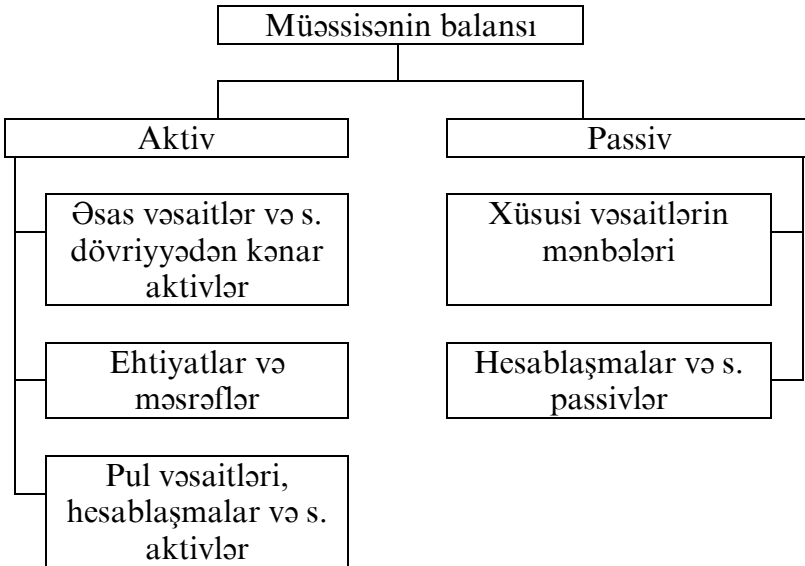 Müəssisənin balansı
Aktiv
Passiv
Əsas vəsaitlər və s.
dövriyyədən kənar
aktivlər
Xüsusi vəsaitlərin
mənbələri
Ehtiyatlar və
məsrəflər
Hesablaşmalar və s.
passivlər
Pul vəsaitləri,
hesablaşmalar və s.
aktivlər